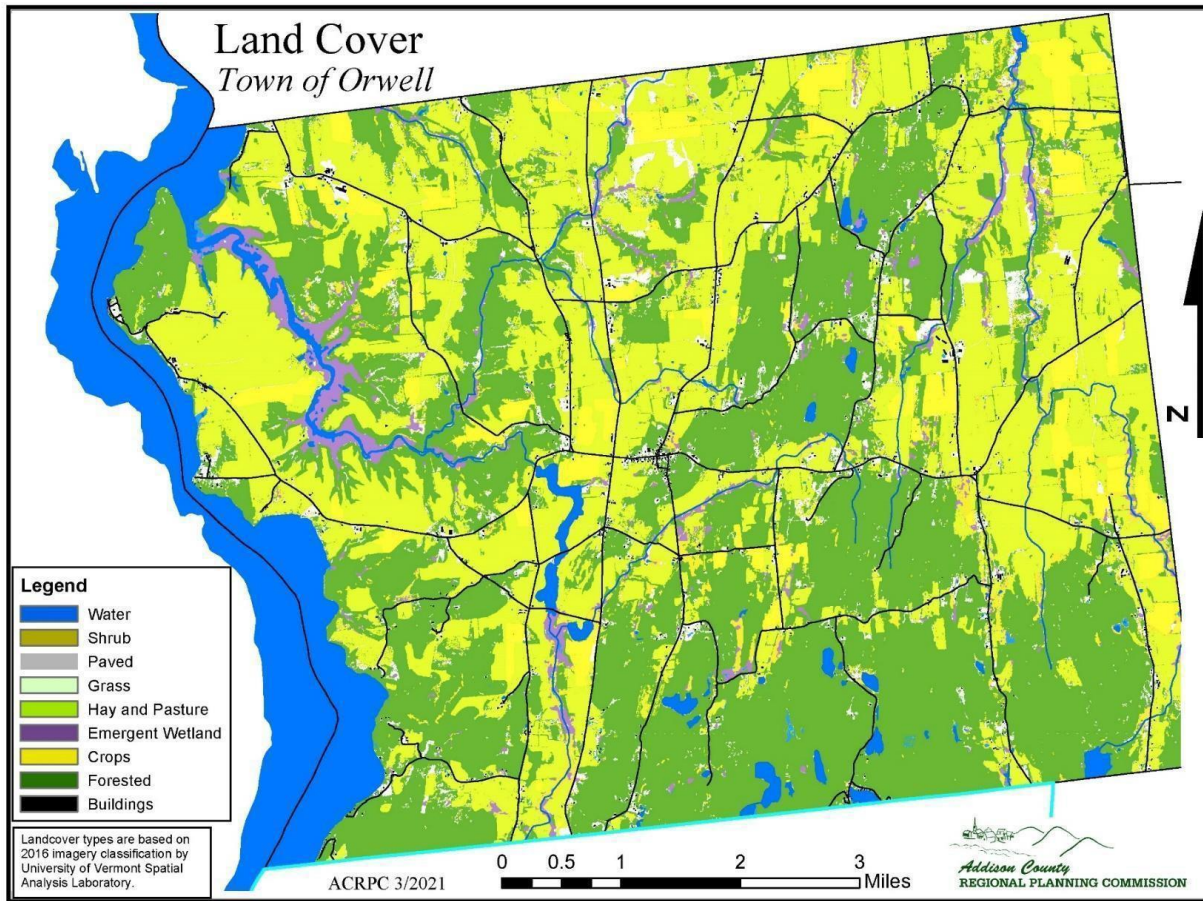 Land Cover
Town of Orwell
N
Legend
Water
Shrub
Paved
Grass
Hay and Pasture
Emergent Wetland
Crops
Forested
Buildings
Landcover types are based on
2016 imagery classification by
University of Vermont Spatial
Analysis Laboratory.
ACRPC 3/2021
0 0.5 1 2 3
Miles
Addison County
REGIONAL PLANNING COMMISSION